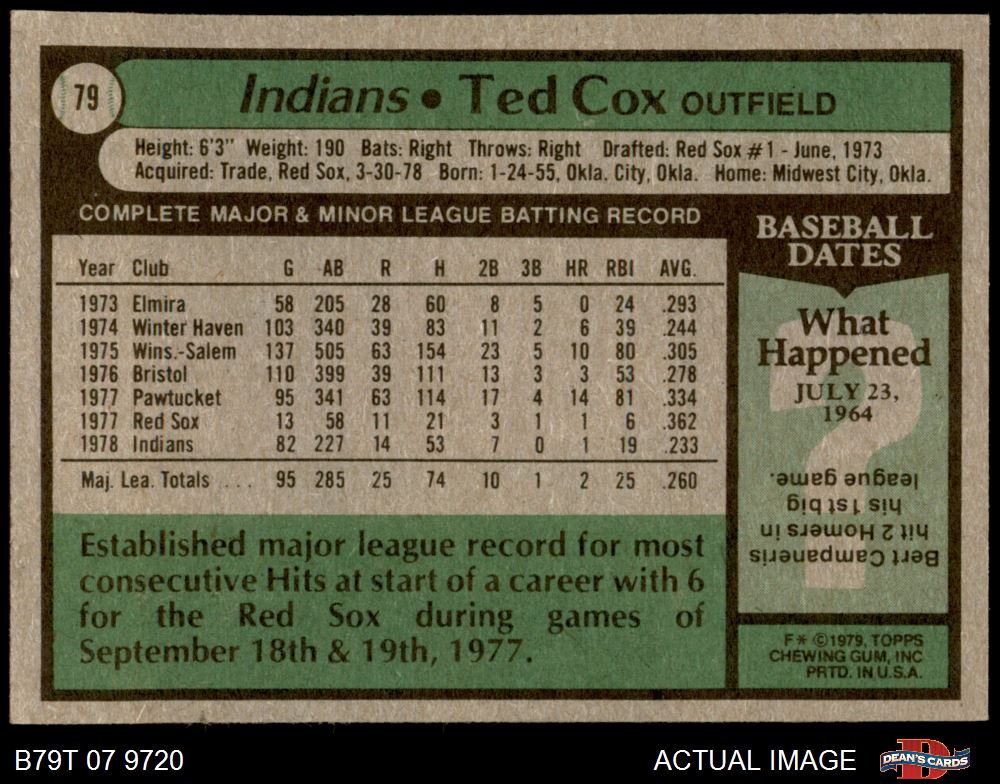 79
Indians • Ted Cox OUTFIELD
Height: 6'3" Weight: 190 Bats: Right Throws: Right Drafted: Red Sox #1 - June, 1973
Acquired: Trade, Red Sox, 3-30-78 Born: 1-24-55, Okla. City, Okla. Home: Midwest City, Okla.
COMPLETE MAJOR & MINOR LEAGUE BATTING RECORD
Year Club G AB R H 2B 3B HR RBI AVG.
1973 Elmira 58 205 28 60 8 5 0 24 .293
1974 Winter Haven 103 340 39 83 11 2 6 39 .244
1975 Wins.-Salem 137 505 63 154 23 5 10 80 .305
1976 Bristol 110 399 39 111 13 3 3 53 .278
1977 Pawtucket 95 341 63 114 17 4 14 81 .334
1977 Red Sox 13 58 11 21 3 1 1 6 .362
1978 Indians 82 227 14 53 7 0 1 19 .233
Maj. Lea. Totals ... 95 285 25 74 10 1 2 25 .260
Established major league record for most
consecutive Hits at start of a career with 6
for the Red Sox during games of
September 18th & 19th, 1977.
BASEBALL
DATES
What
Happened
JULY 23,
1964
?
Bert Campaneris
hit 2 Homers in
his 1st big
league game.
F* ©1979, TOPPS
CHEWING GUM, INC
PRTD. IN U.S.A.
B79T 07 9720
ACTUAL IMAGE
D
DEAN'S CARDS